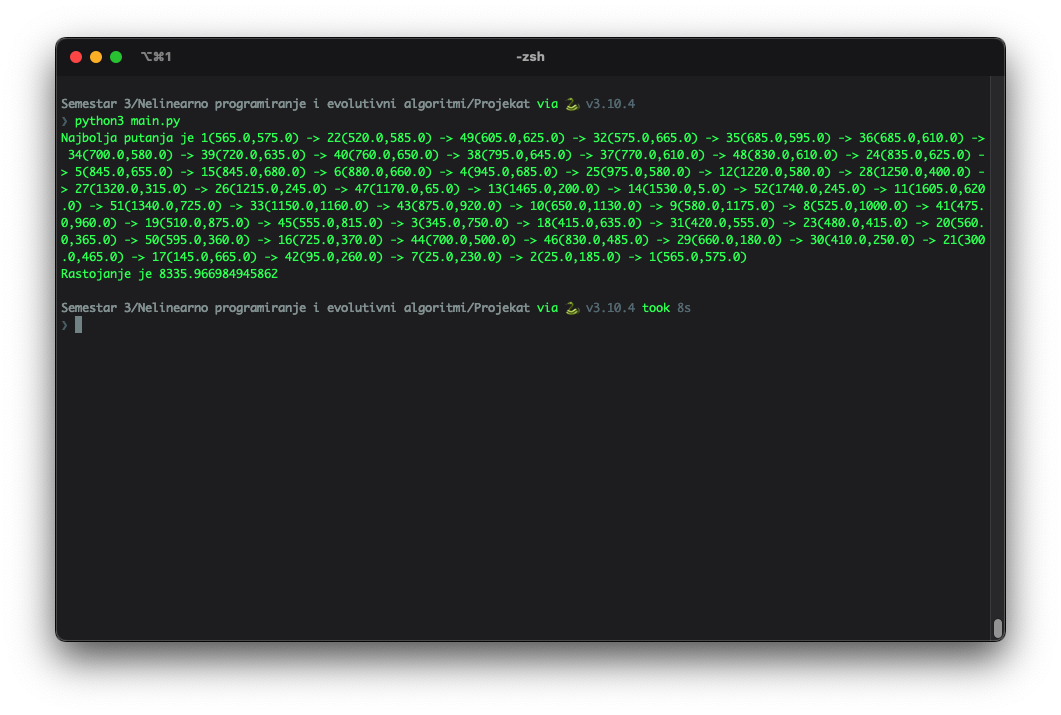 ⌥⌘1
-zsh
Semestar 3/Nelinearno programiranje i evolutivni algoritmi/Projekat via 🐍 v3.10.4
❯ python3 main.py
Najbolja putanja je 1(565.0,575.0) -> 22(520.0,585.0) -> 49(605.0,625.0) -> 32(575.0,665.0) -> 35(685.0,595.0) -> 36(685.0,610.0) ->
34(700.0,580.0) -> 39(720.0,635.0) -> 40(760.0,650.0) -> 38(795.0,645.0) -> 37(770.0,610.0) -> 48(830.0,610.0) -> 24(835.0,625.0) -
> 5(845.0,655.0) -> 15(845.0,680.0) -> 6(880.0,660.0) -> 4(945.0,685.0) -> 25(975.0,580.0) -> 12(1220.0,580.0) -> 28(1250.0,400.0) -
> 27(1320.0,315.0) -> 26(1215.0,245.0) -> 47(1170.0,65.0) -> 13(1465.0,200.0) -> 14(1530.0,5.0) -> 52(1740.0,245.0) -> 11(1605.0,620
.0) -> 51(1340.0,725.0) -> 33(1150.0,1160.0) -> 43(875.0,920.0) -> 10(650.0,1130.0) -> 9(580.0,1175.0) -> 8(525.0,1000.0) -> 41(475.
0,960.0) -> 19(510.0,875.0) -> 45(555.0,815.0) -> 3(345.0,750.0) -> 18(415.0,635.0) -> 31(420.0,555.0) -> 23(480.0,415.0) -> 20(560.
0,365.0) -> 50(595.0,360.0) -> 16(725.0,370.0) -> 44(700.0,500.0) -> 46(830.0,485.0) -> 29(660.0,180.0) -> 30(410.0,250.0) -> 21(300
.0,465.0) -> 17(145.0,665.0) -> 42(95.0,260.0) -> 7(25.0,230.0) -> 2(25.0,185.0) -> 1(565.0,575.0)
Rastojanje je 8335.966984945862
Semestar 3/Nelinearno programiranje i evolutivni algoritmi/Projekat via 🐍 v3.10.4 took 8s
❯